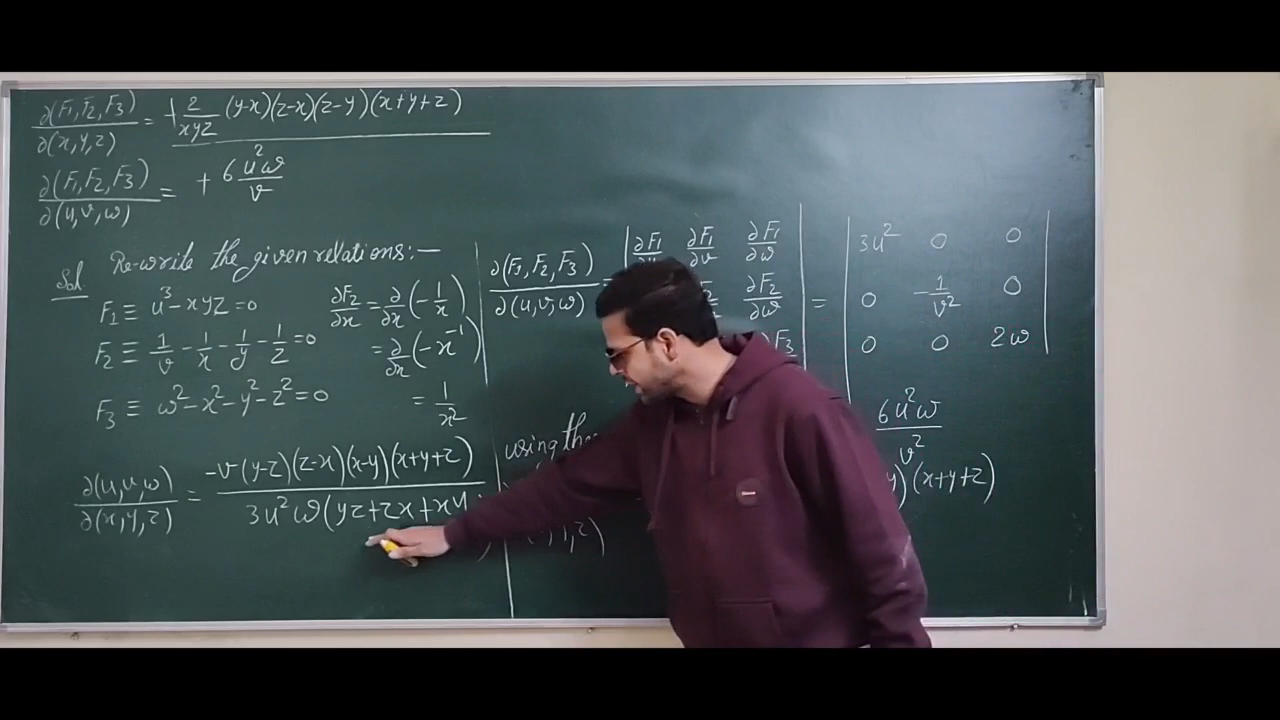 ∂(F₁,F₂,F₃)/∂(x,y,z) = +2/xyz (y-x)(z-x)(z-y)(x+y+z)
∂(F₁,F₂,F₃)/∂(u,v,w) = + 6u²w/v
Sol. Re-write the given relations:—
F₁ ≡ u³-xyz=0
F₂ ≡ 1/v - 1/x - 1/y - 1/z =0
F₃ ≡ w²-x²-y²-z²=0
∂F₂/∂x = ∂/∂x (-1/x)
= ∂/∂x (-x⁻¹)
= 1/x²
∂(u,v,w)/∂(x,y,z) = -v(y-z)(z-x)(x-y)(x+y+z) / 3u²w(yz+zx+xy
∂(F₁,F₂,F₃)/∂(u,v,w) = | ∂F₁ ∂F₁/∂v ∂F₁/∂w | = | 3u² 0 0 |
∂F₂/∂w | 0 -1/v² 0 |
∂F₃ | 0 0 2w |
6u²w/v²
using the
y)(x+y+z)
,z)